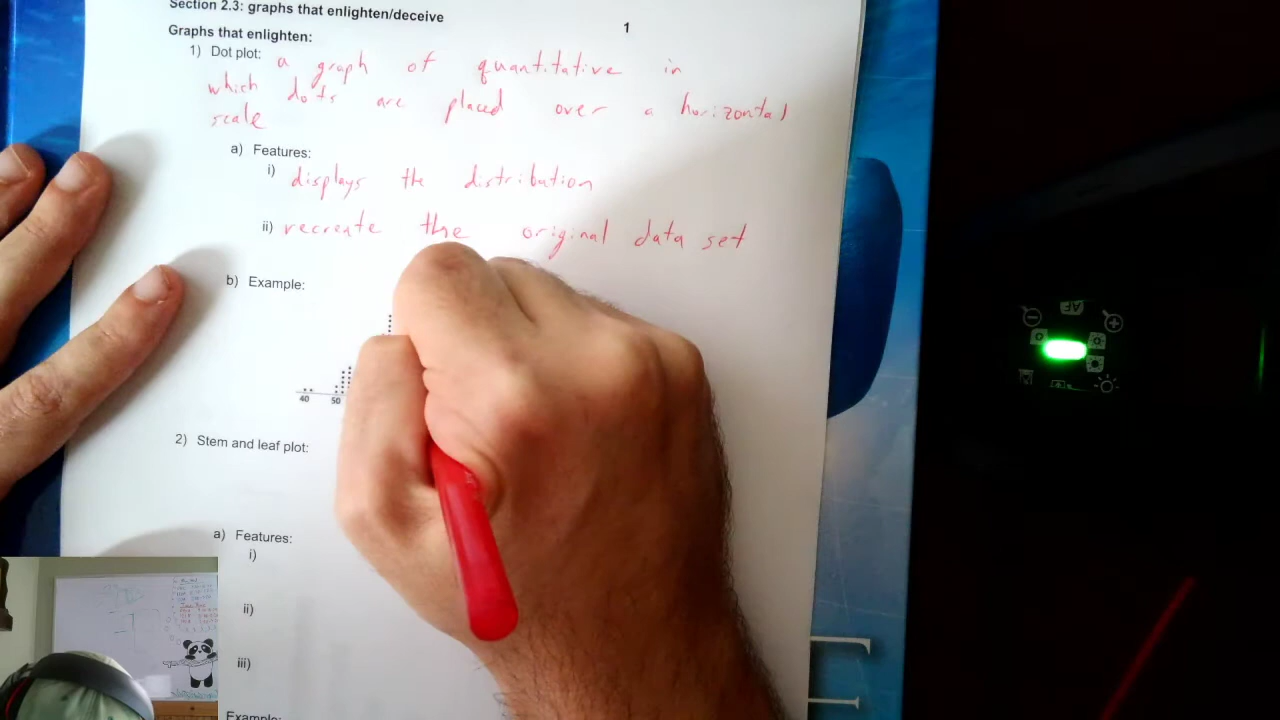 Section 2.3: graphs that enlighten/deceive
1
Graphs that enlighten:
1) Dot plot: a graph of quantitative in
which dots are placed over a horizontal
scale
a) Features:
i) displays the distribution
ii) recreate the original data set
b) Example:
40 50
2) Stem and leaf plot:
a) Features:
i)
ii)
iii)
Example:
AF